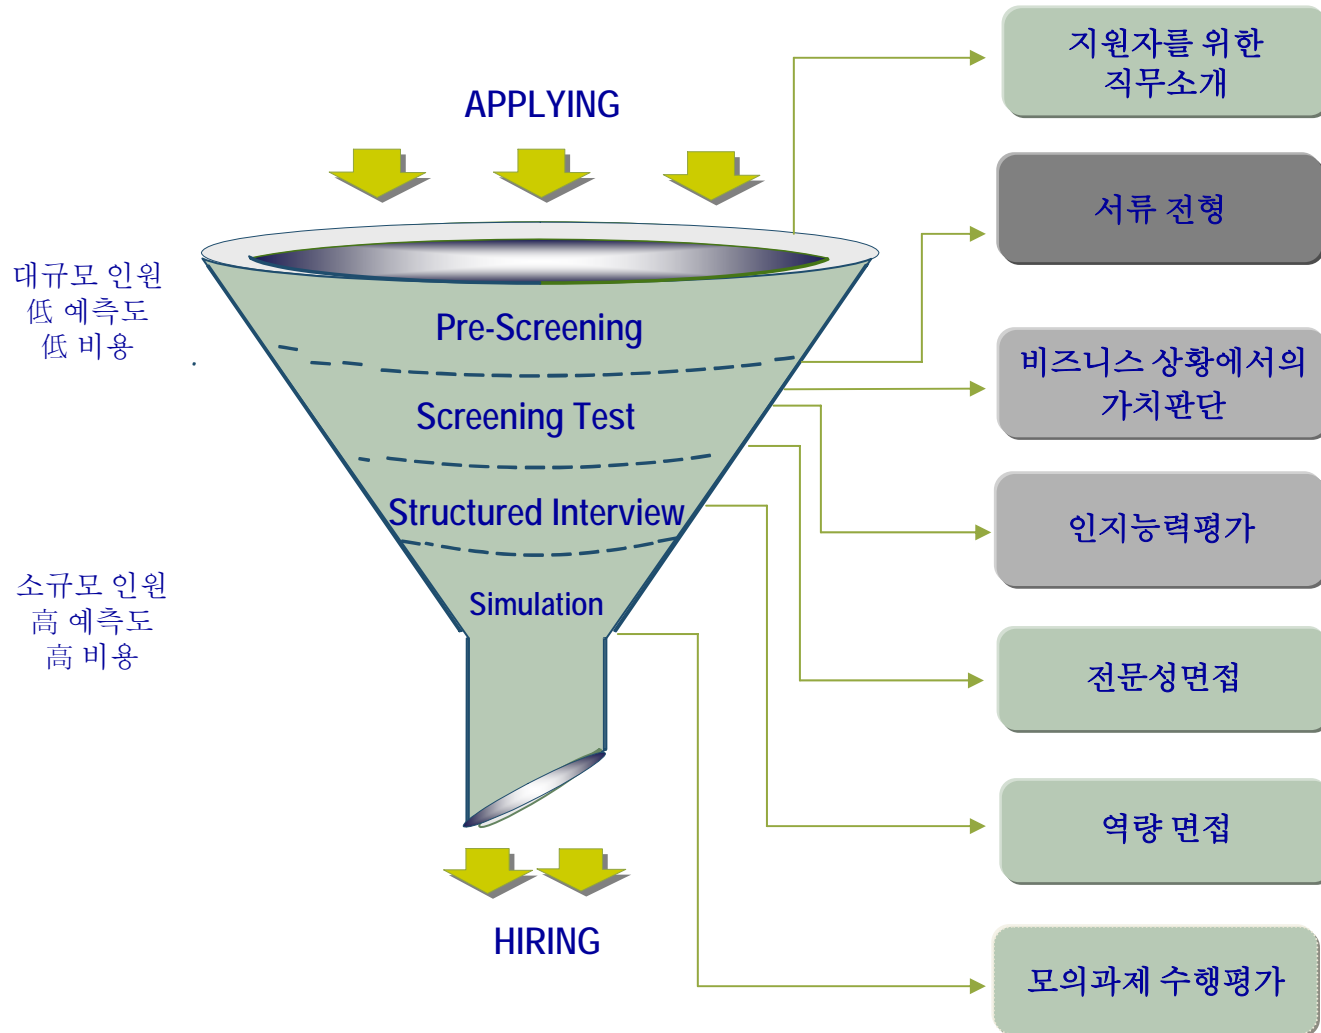 APPLYING
대규모 인원
低 예측도
低 비용
Pre-Screening
Screening Test
Structured Interview
Simulation
소규모 인원
高 예측도
高 비용
HIRING
지원자를 위한
직무소개
서류 전형
비즈니스 상황에서의
가치판단
인지능력평가
전문성면접
역량 면접
모의과제 수행평가